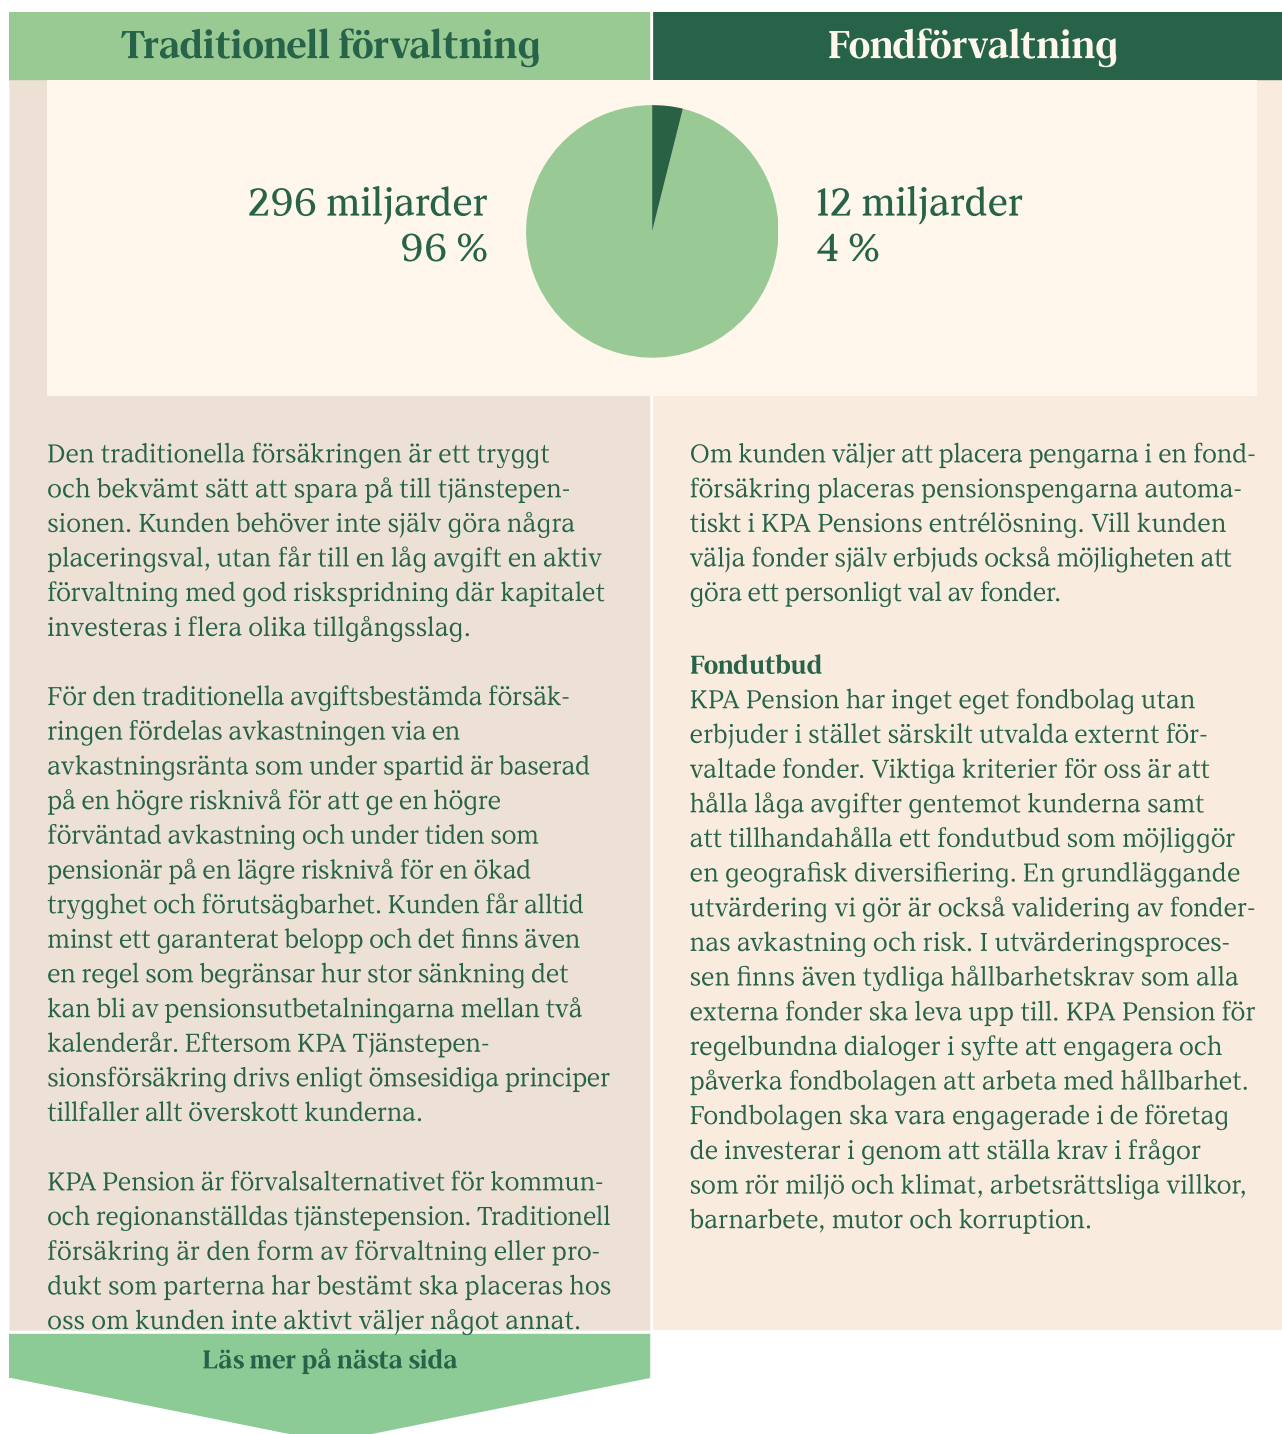 Traditionell förvaltning
Fondförvaltning
296 miljarder
96 %
12 miljarder
4 %
Den traditionella försäkringen är ett tryggt
och bekvämt sätt att spara på till tjänstepen-
sionen. Kunden behöver inte själv göra några
placeringsval, utan får till en låg avgift en aktiv
förvaltning med god riskspridning där kapitalet
investeras i flera olika tillgångsslag.
För den traditionella avgiftsbestämda försäk-
ringen fördelas avkastningen via en
avkastningsränta som under spartid är baserad
på en högre risknivå för att ge en högre
förväntad avkastning och under tiden som
pensionär på en lägre risknivå för en ökad
trygghet och förutsägbarhet. Kunden får alltid
minst ett garanterat belopp och det finns även
en regel som begränsar hur stor sänkning det
kan bli av pensionsutbetalningarna mellan två
kalenderår. Eftersom KPA Tjänstepen-
sionsförsäkring drivs enligt ömsesidiga principer
tillfaller allt överskott kunderna.
KPA Pension är förvalsalternativet för kommun-
och regionanställdas tjänstepension. Traditionell
försäkring är den form av förvaltning eller pro-
dukt som parterna har bestämt ska placeras hos
oss om kunden inte aktivt väljer något annat.
Läs mer på nästa sida
Om kunden väljer att placera pengarna i en fond-
försäkring placeras pensionspengarna automa-
tiskt i KPA Pensions entrélösning. Vill kunden
välja fonder själv erbjuds också möjligheten att
göra ett personligt val av fonder.
Fondutbud
KPA Pension har inget eget fondbolag utan
erbjuder i stället särskilt utvalda externt för-
valtade fonder. Viktiga kriterier för oss är att
hålla låga avgifter gentemot kunderna samt
att tillhandahålla ett fondutbud som möjliggör
en geografisk diversifiering. En grundläggande
utvärdering vi gör är också validering av fonder-
nas avkastning och risk. I utvärderingsproces-
sen finns även tydliga hållbarhetskrav som alla
externa fonder ska leva upp till. KPA Pension för
regelbundna dialoger i syfte att engagera och
påverka fondbolagen att arbeta med hållbarhet.
Fondbolagen ska vara engagerade i de företag
de investerar i genom att ställa krav i frågor
som rör miljö och klimat, arbetsrättsliga villkor,
barnarbete, mutor och korruption.